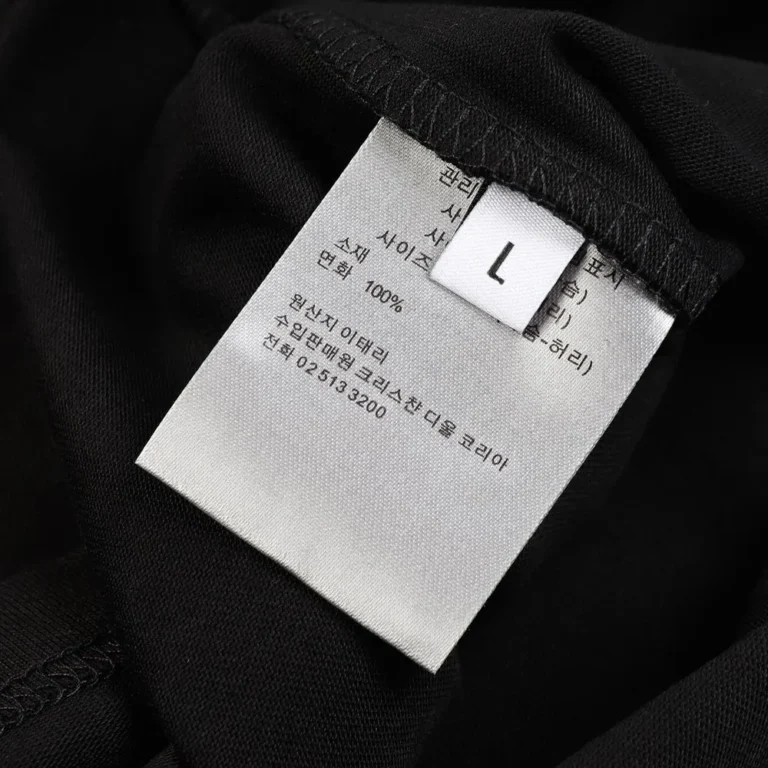 관리 표시
사 슴)
사 리)
사이즈 슴-허리)
L
소재
면화 100%
원산지 이태리
수입판매원 크리스챤 디올 코리아
전화 02 513 3200